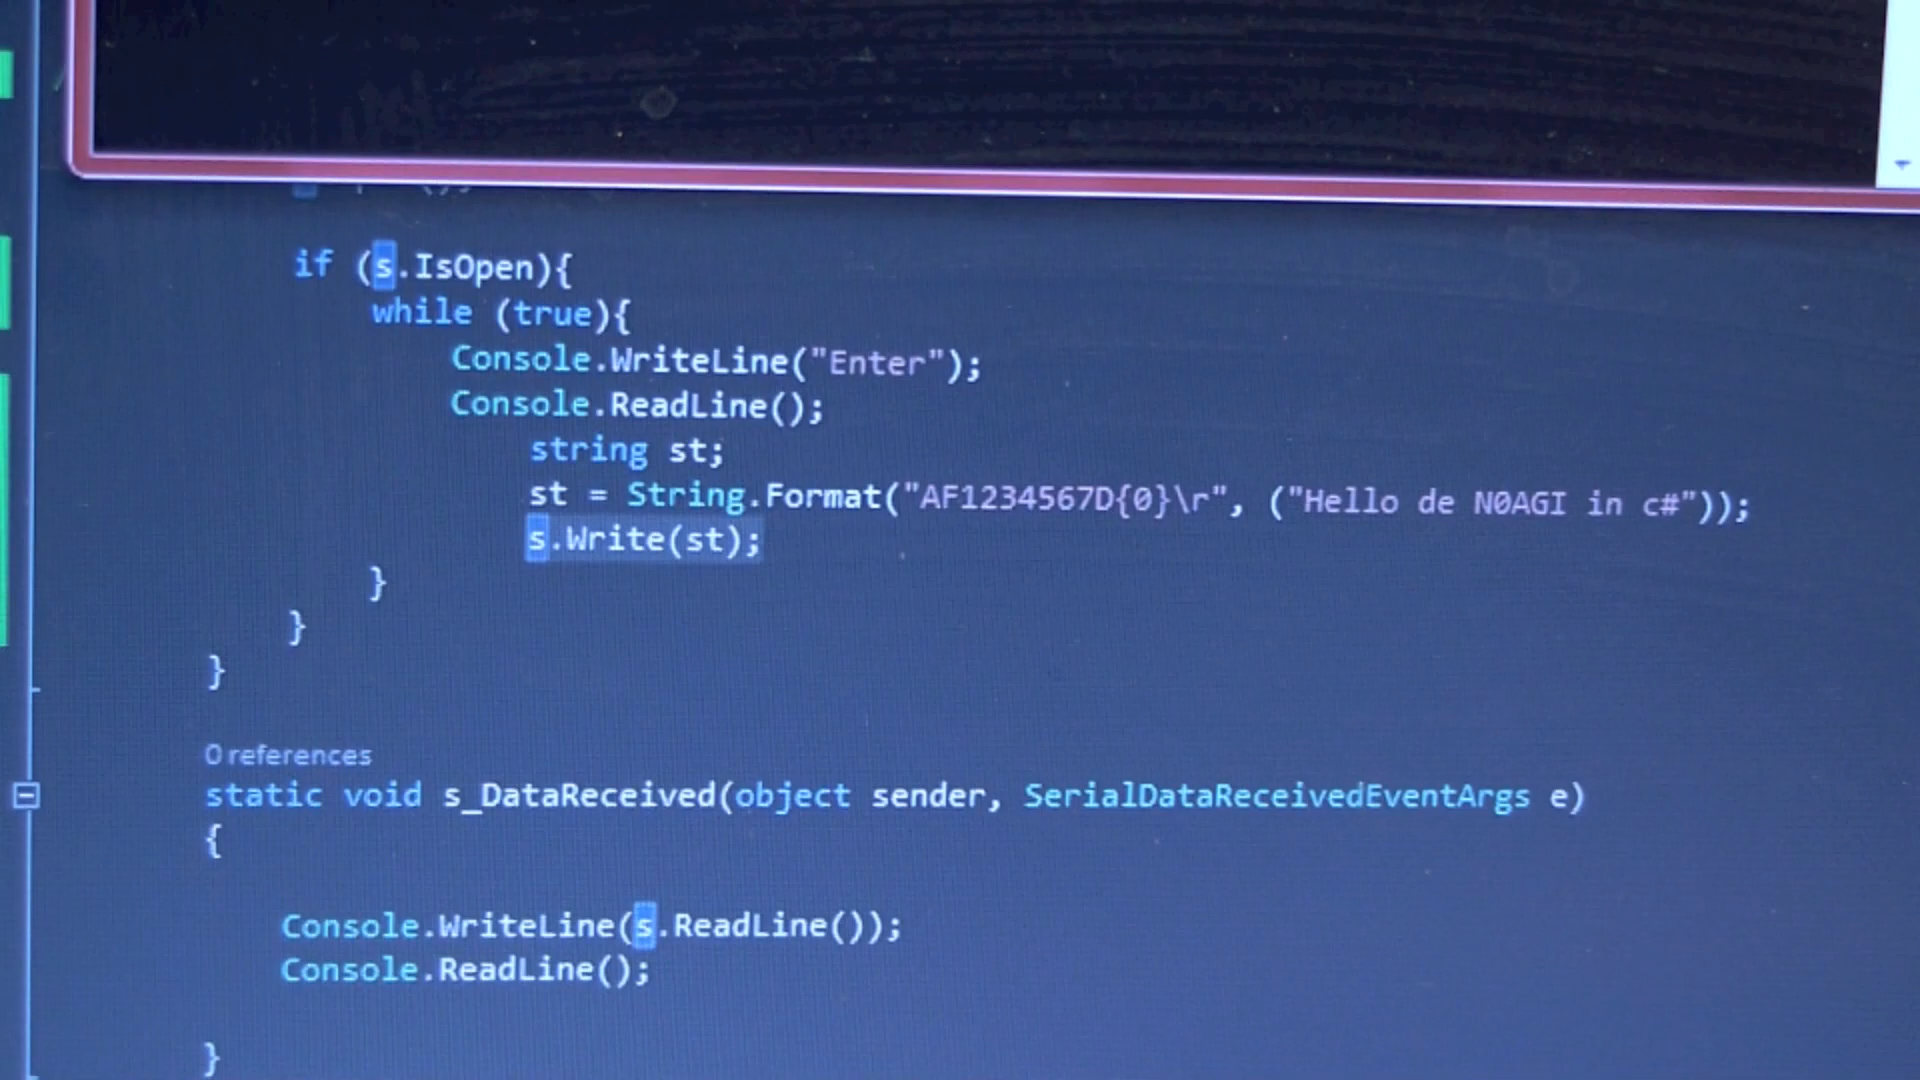 if (s.IsOpen){
while (true){
Console.WriteLine("Enter");
Console.ReadLine();
string st;
st = String.Format("AF1234567D{0}\r", ("Hello de N0AGI in c#"));
s.Write(st);
}
}
}
0 references
static void s_DataReceived(object sender, SerialDataReceivedEventArgs e)
{
Console.WriteLine(s.ReadLine());
Console.ReadLine();
}